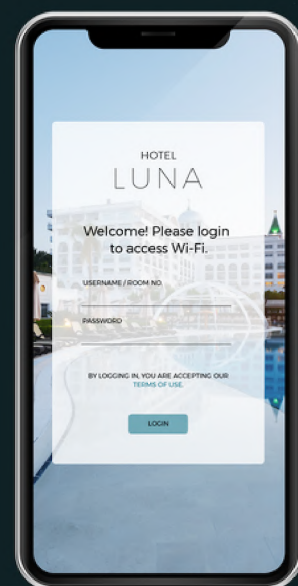 HOTEL
LUNA
Welcome! Please login
to access Wi-Fi.
USERNAME / ROOM NO.
PASSWORD
BY LOGGING IN, YOU ARE ACCEPTING OUR
TERMS OF USE.
LOGIN